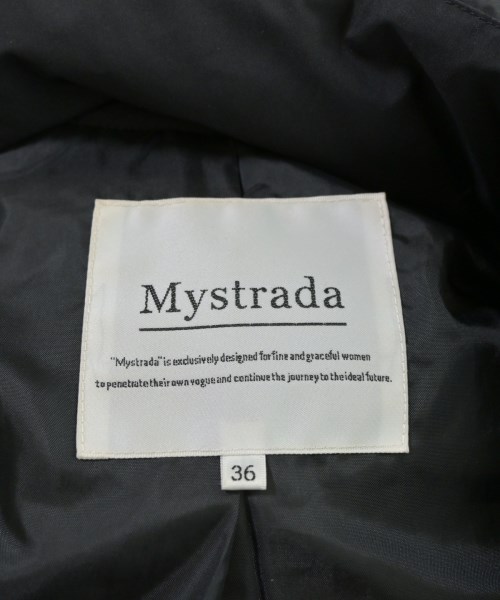 Mystrada
"Mystrada" is exclusively designed for fine and graceful women
to penetrate their own vogue and continue the journey to the ideal future.
36